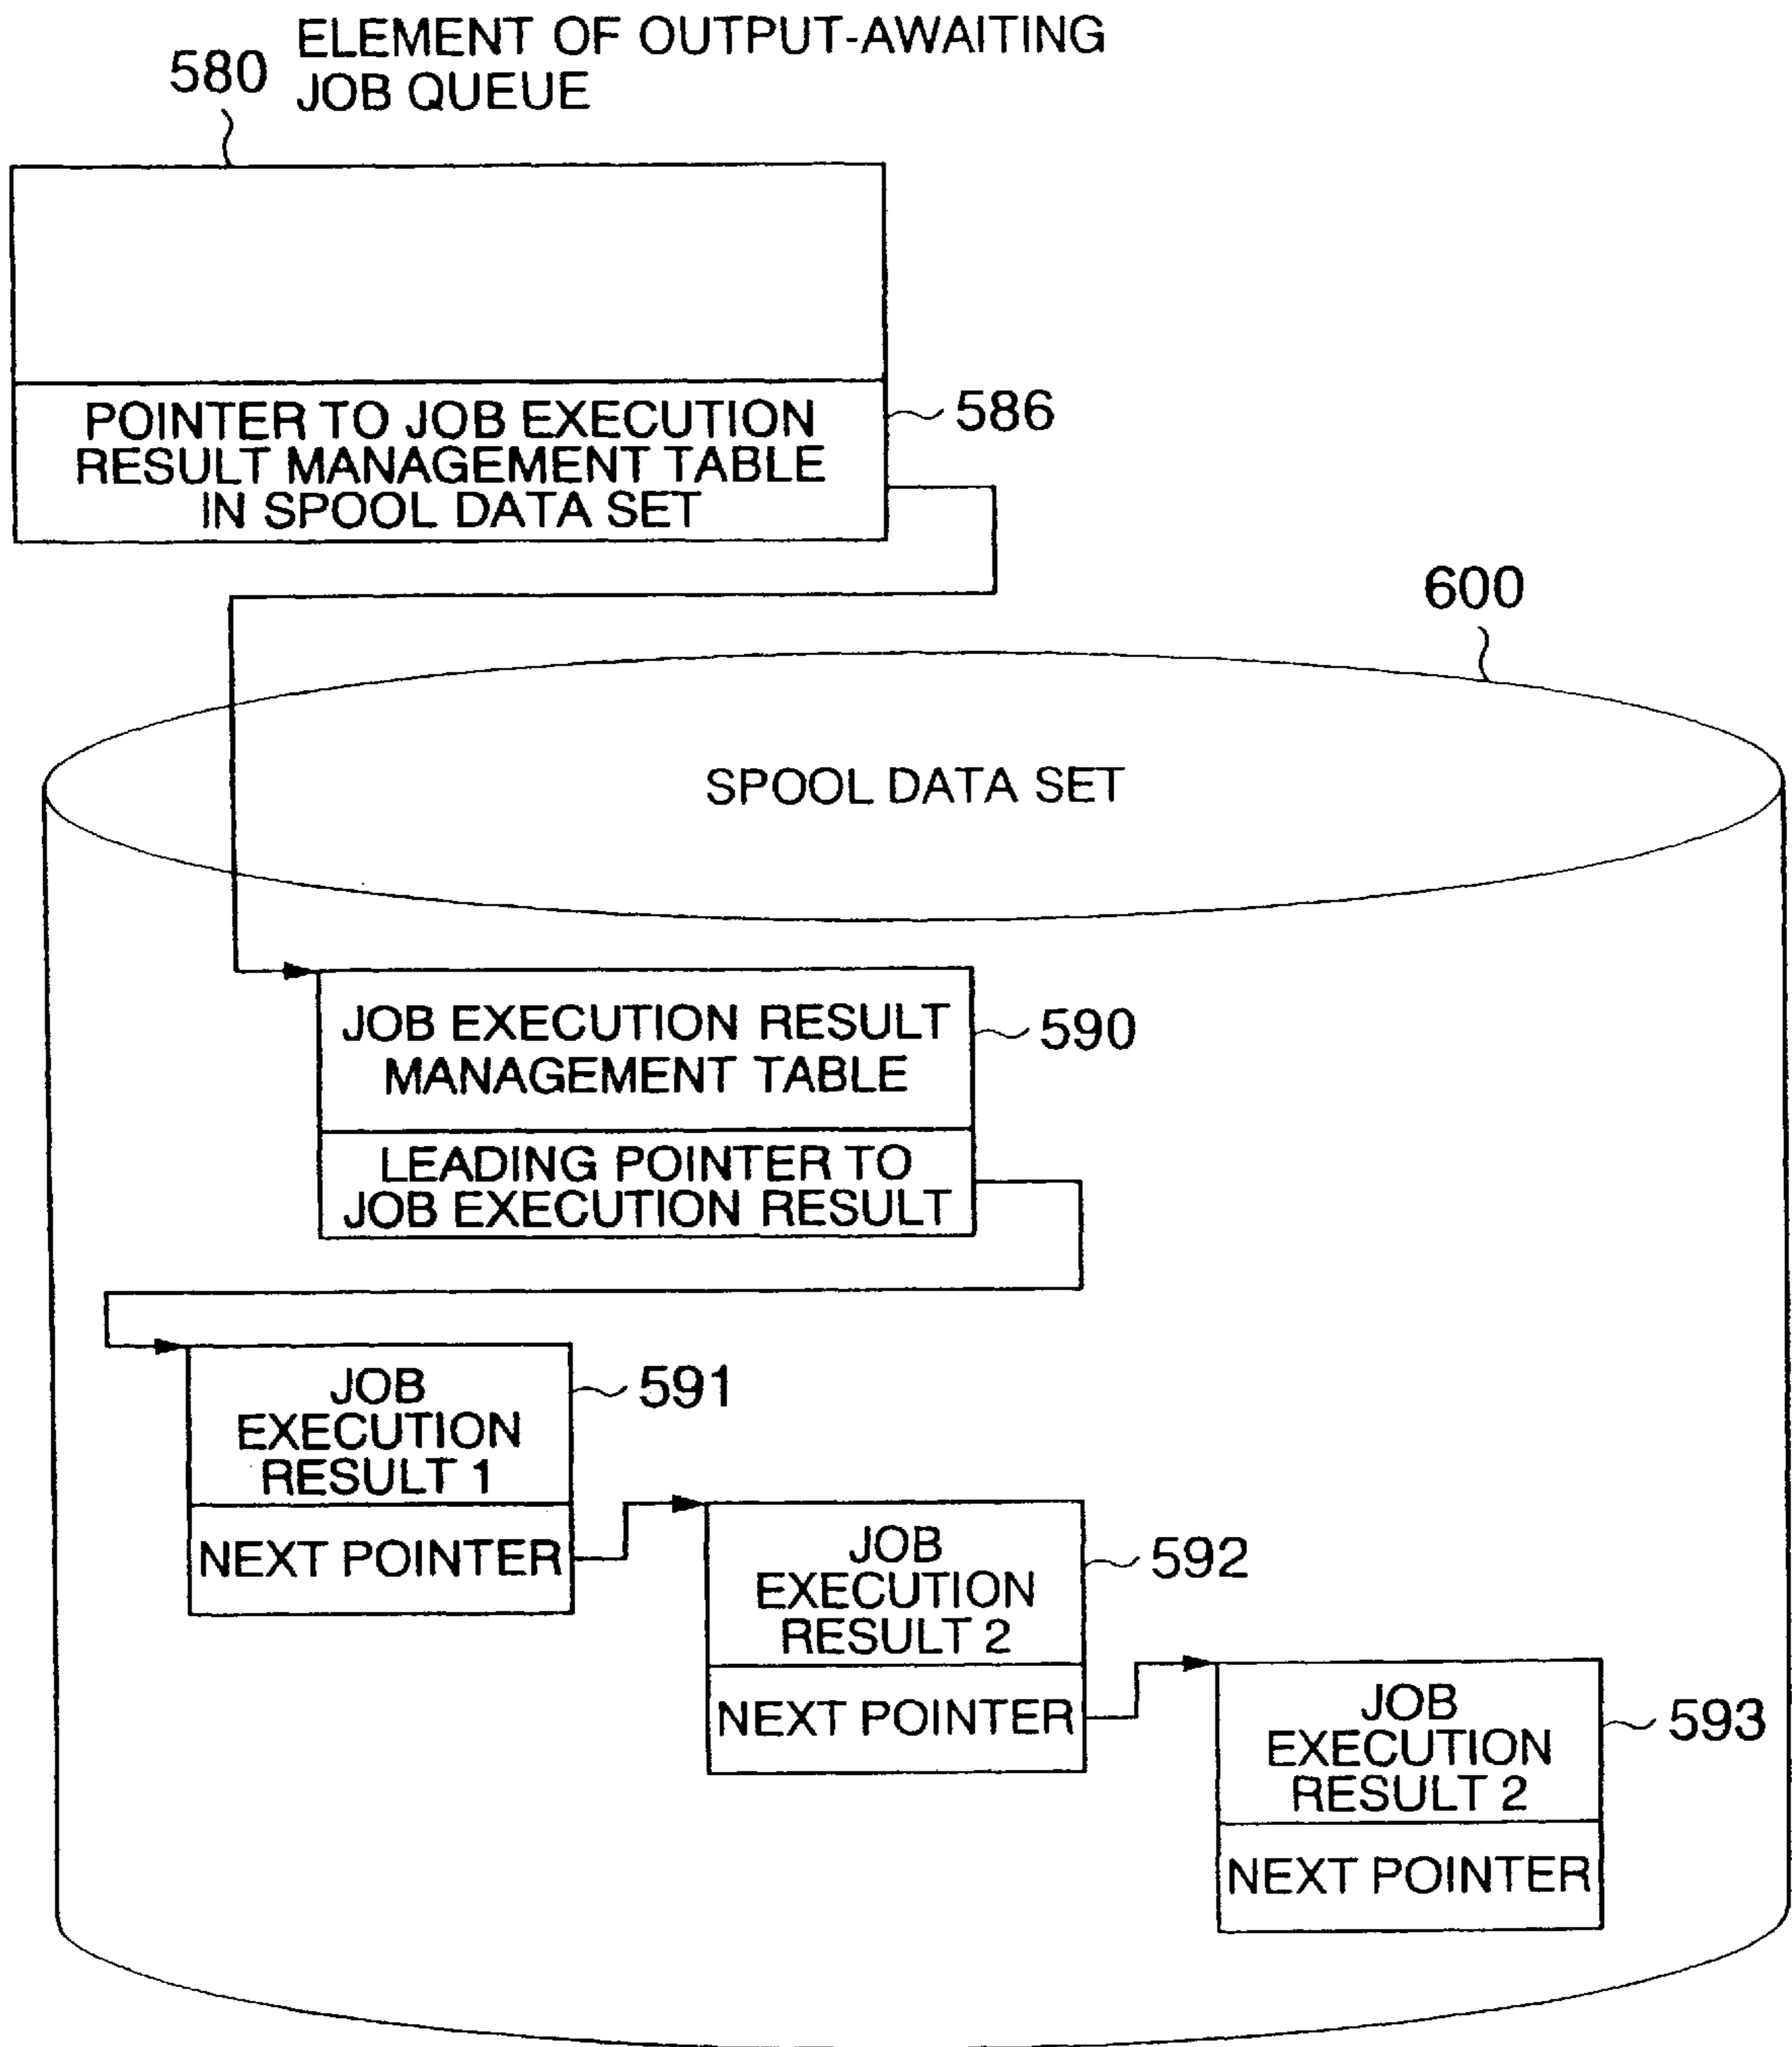 580
ELEMENT OF OUTPUT-AWAITING
JOB QUEUE
POINTER TO JOB EXECUTION
RESULT MANAGEMENT TABLE
IN SPOOL DATA SET
586
600
SPOOL DATA SET
JOB EXECUTION RESULT
MANAGEMENT TABLE
590
LEADING POINTER TO
JOB EXECUTION RESULT
JOB
EXECUTION
RESULT 1
591
NEXT POINTER
JOB
EXECUTION
RESULT 2
592
NEXT POINTER
JOB
EXECUTION
RESULT 2
593
NEXT POINTER